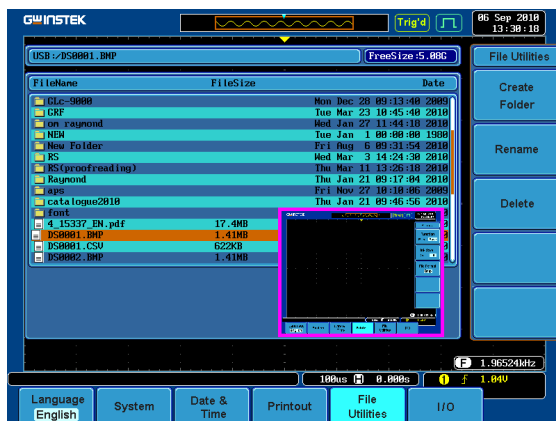 GWINSTEK
Trig'd
06 Sep 2010
13:30:18
USB:/DS0001.BMP
FreeSize:5.08G
FileName FileSize Date
GLc-9000 Mon Dec 28 09:13:40 2009
GRF Tue Mar 23 10:45:40 2010
on raymond Wed Jan 27 11:44:18 2010
NEW Tue Jan 1 00:00:00 1980
New Folder Fri Aug 6 09:31:54 2010
RS Wed Mar 3 14:24:30 2010
RS(proofreading) Thu Mar 11 13:26:18 2010
Raymond Thu Jan 21 09:17:04 2010
aps Fri Nov 27 10:10:06 2009
catalogue2010 Thu Jan 21 09:46:56 2010
font
4_15337_EN.pdf 17.4MB
DS0001.BMP 1.41MB
DS0001.CSV 622KB
DS0002.BMP 1.41MB
File Utilities
Create
Folder
Rename
Delete
F 1.96524kHz
100us H 0.000s
1 f 1.04V
Language
English
System
Date &
Time
Printout
File
Utilities
I/O